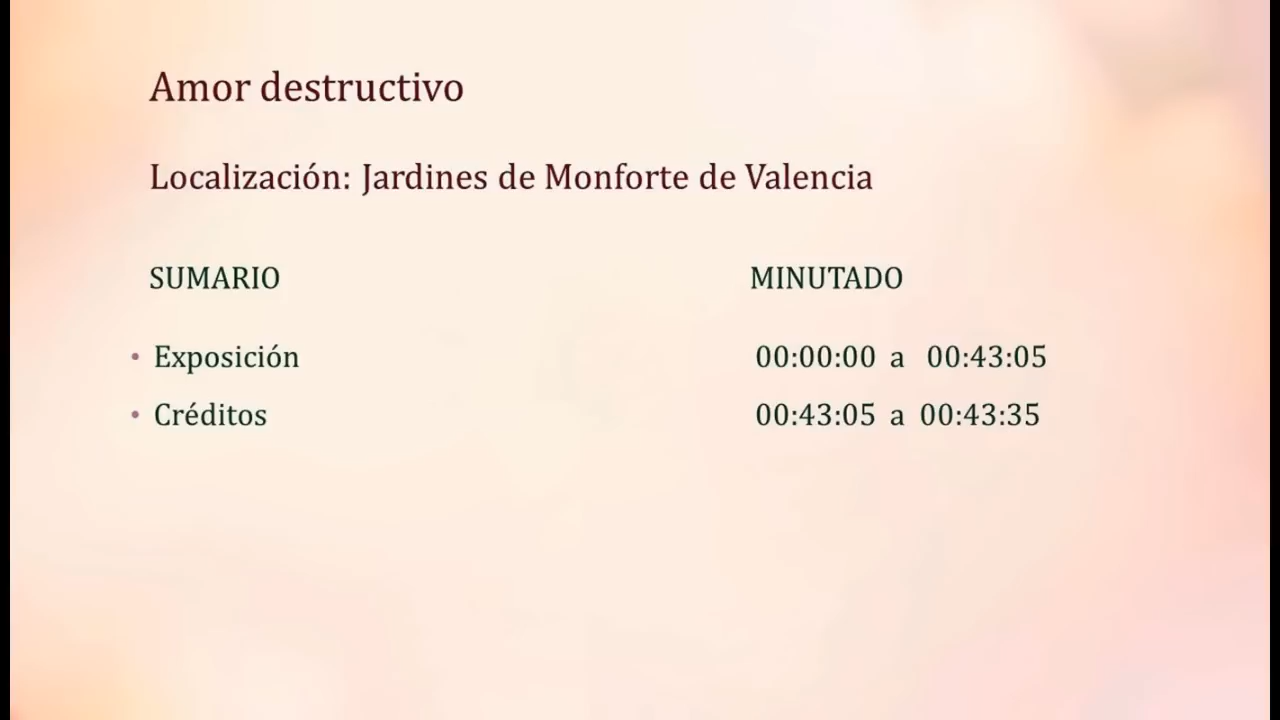 Amor destructivo
Localización: Jardines de Monforte de Valencia
SUMARIO MINUTADO
• Exposición 00:00:00 a 00:43:05
• Créditos 00:43:05 a 00:43:35